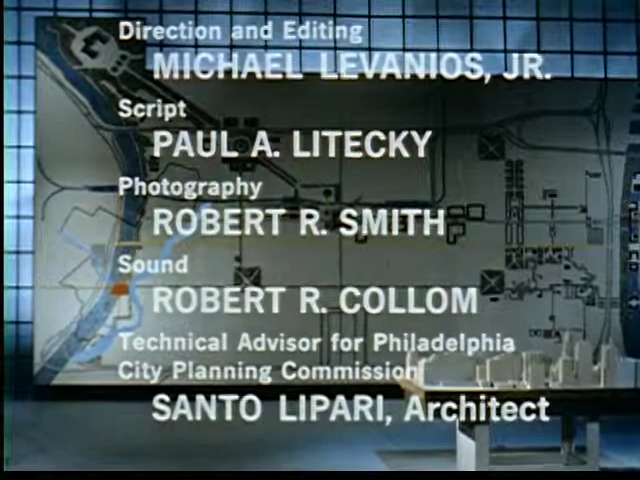 Direction and Editing
MICHAEL LEVANIOS, JR.
Script
PAUL A. LITECKY
Photography
ROBERT R. SMITH
Sound
ROBERT R. COLLOM
Technical Advisor for Philadelphia
City Planning Commission
SANTO LIPARI, Architect